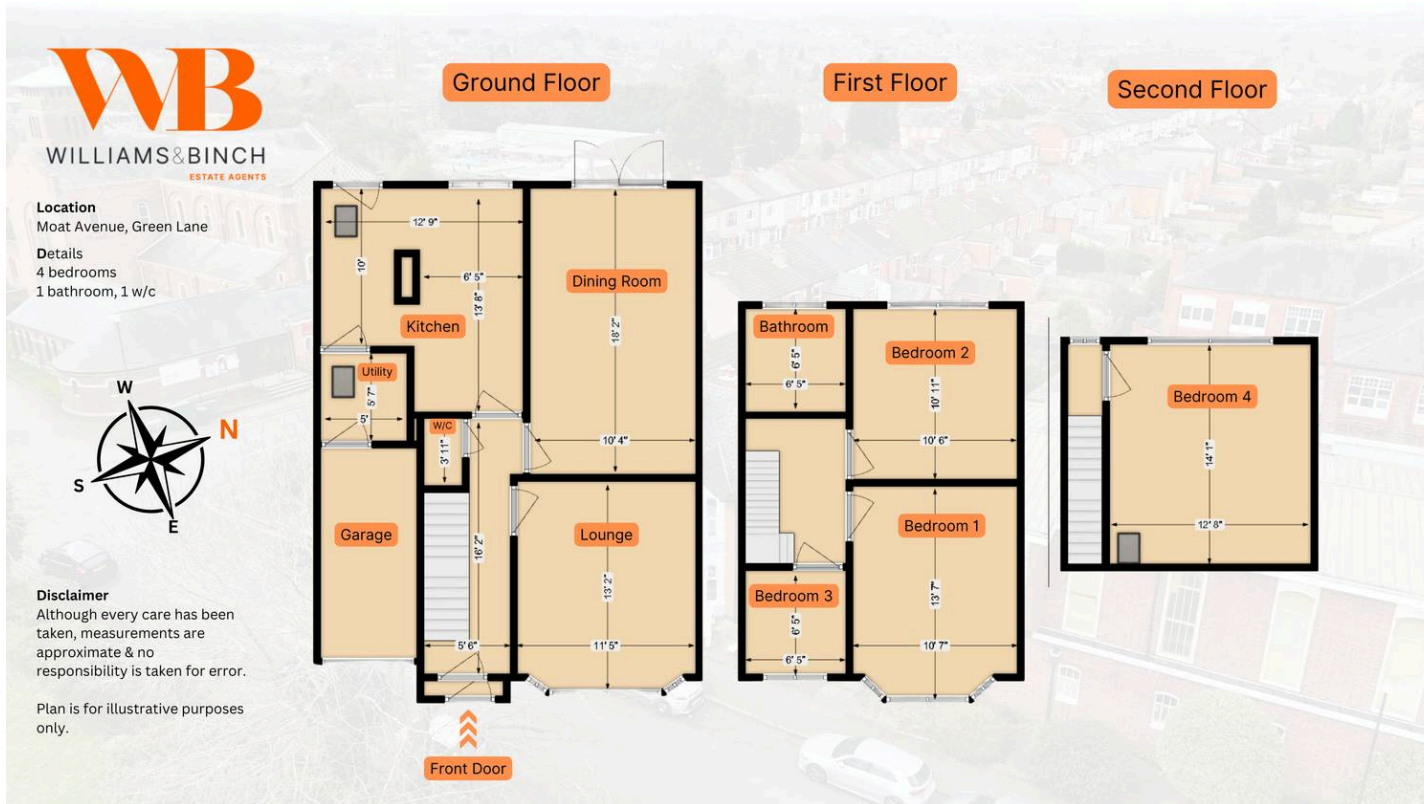 WB
WILLIAMS&BINCH
ESTATE AGENTS
Location
Moat Avenue, Green Lane
Details
4 bedrooms
1 bathroom, 1 w/c
W
N
S
E
Disclaimer
Although every care has been
taken, measurements are
approximate & no
responsibility is taken for error.
Plan is for illustrative purposes
only.
Ground Floor
12' 9"
10'
6' 5"
13' 8"
Kitchen
Dining Room
18' 2"
10' 4"
Utility
5' 7"
5'
W/C
3' 11"
Garage
16' 2"
5' 6"
Lounge
13' 2"
11' 5"
Front Door
First Floor
Bathroom
6' 5"
6' 5"
Bedroom 2
10' 11"
10' 6"
Bedroom 1
13' 7"
10' 7"
Bedroom 3
6' 5"
6' 5"
Second Floor
Bedroom 4
14' 1"
12' 8"